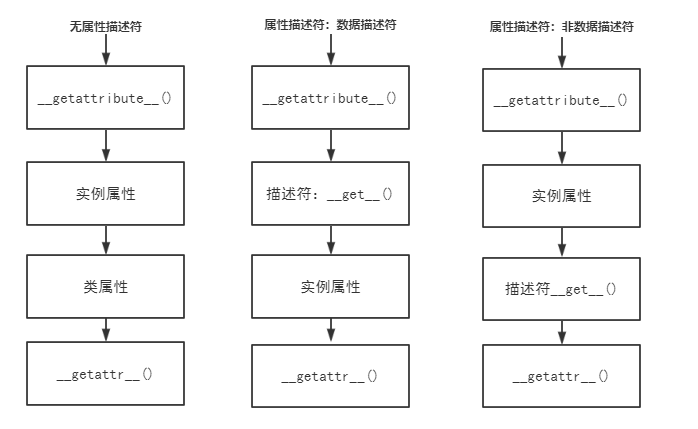 无属性描述符
__getattribute__()
实例属性
类属性
__getattr__()
属性描述符：数据描述符
__getattribute__()
描述符：__get__()
实例属性
__getattr__()
属性描述符：非数据描述符
__getattribute__()
实例属性
描述符__get__()
__getattr__()